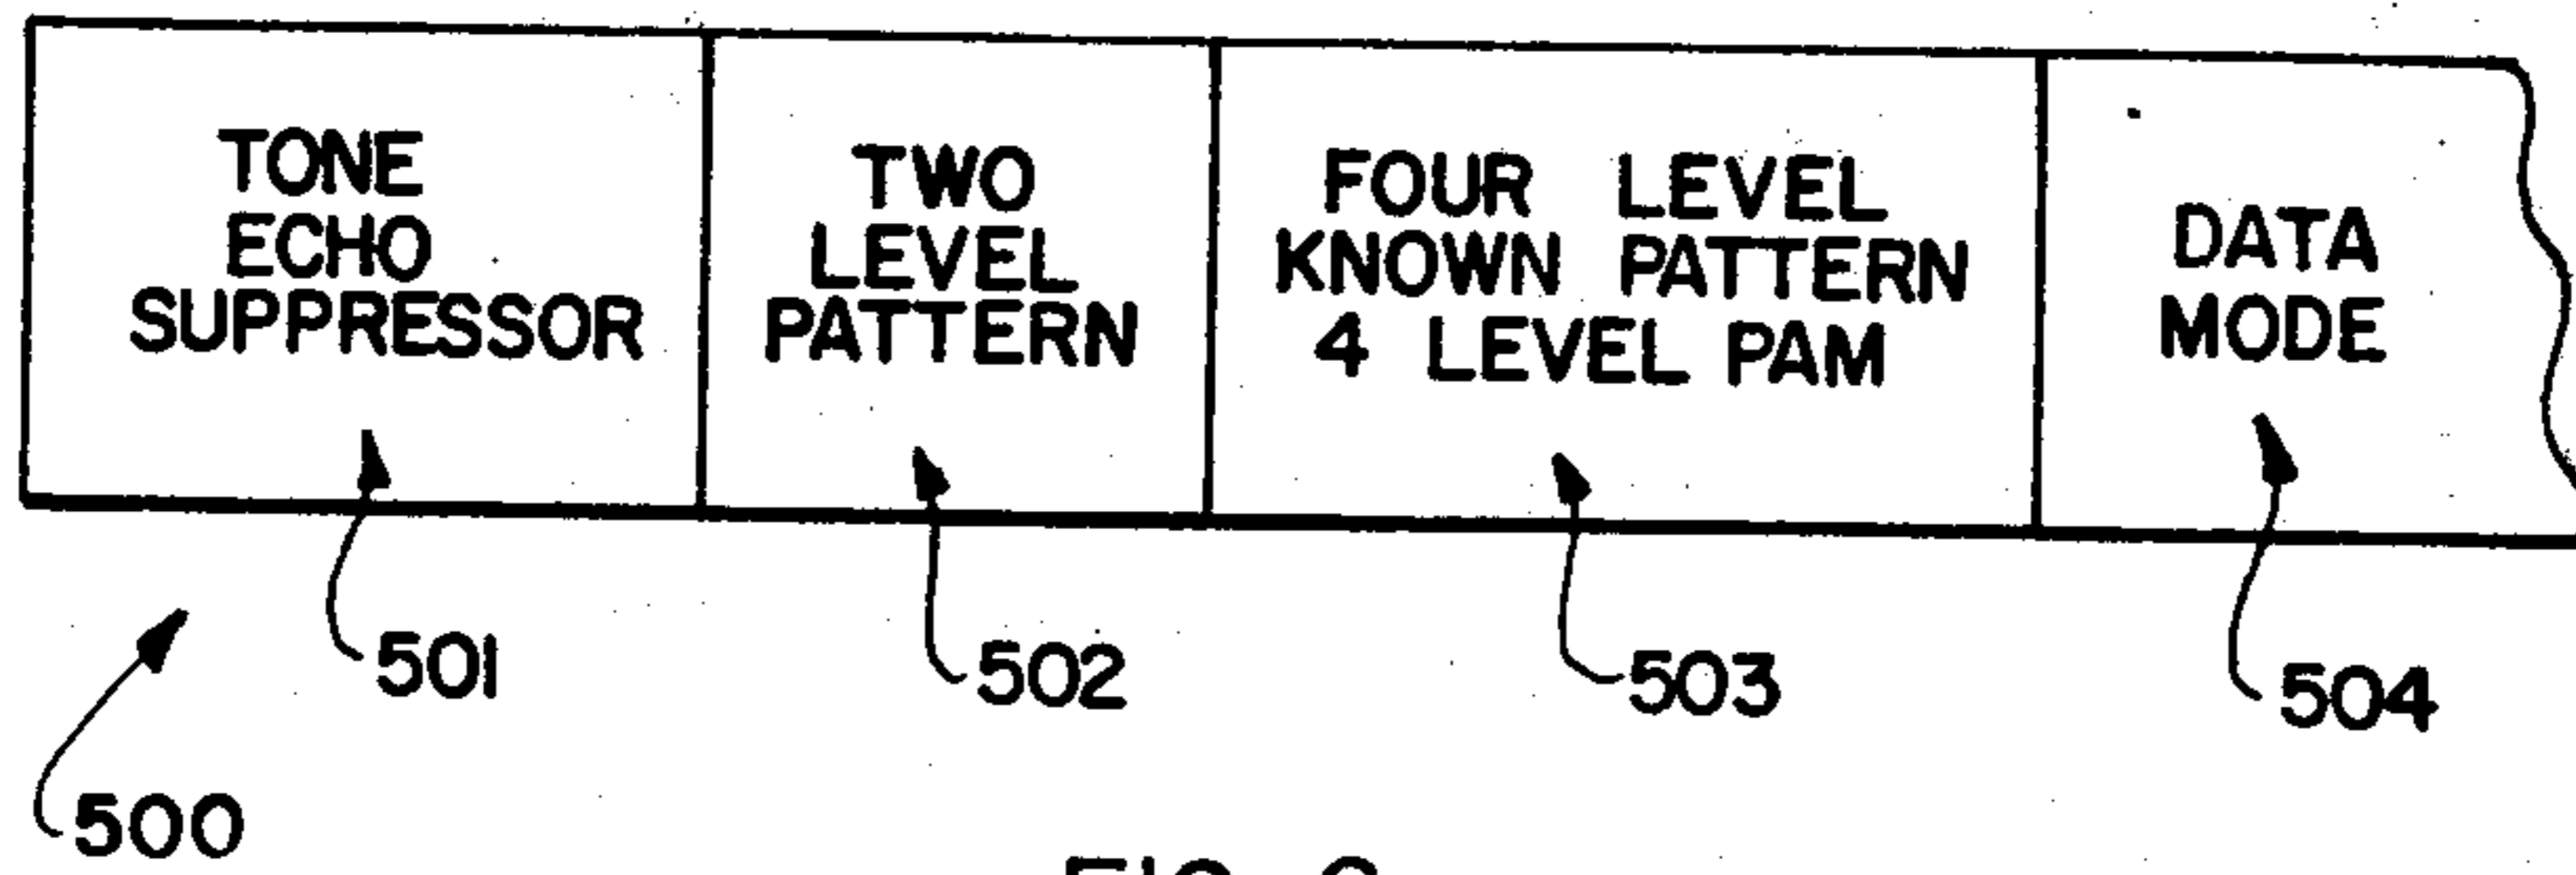 TONE
ECHO
SUPPRESSOR
TWO
LEVEL
PATTERN
FOUR LEVEL
KNOWN PATTERN
4 LEVEL PAM
DATA
MODE
501
502
503
504
500